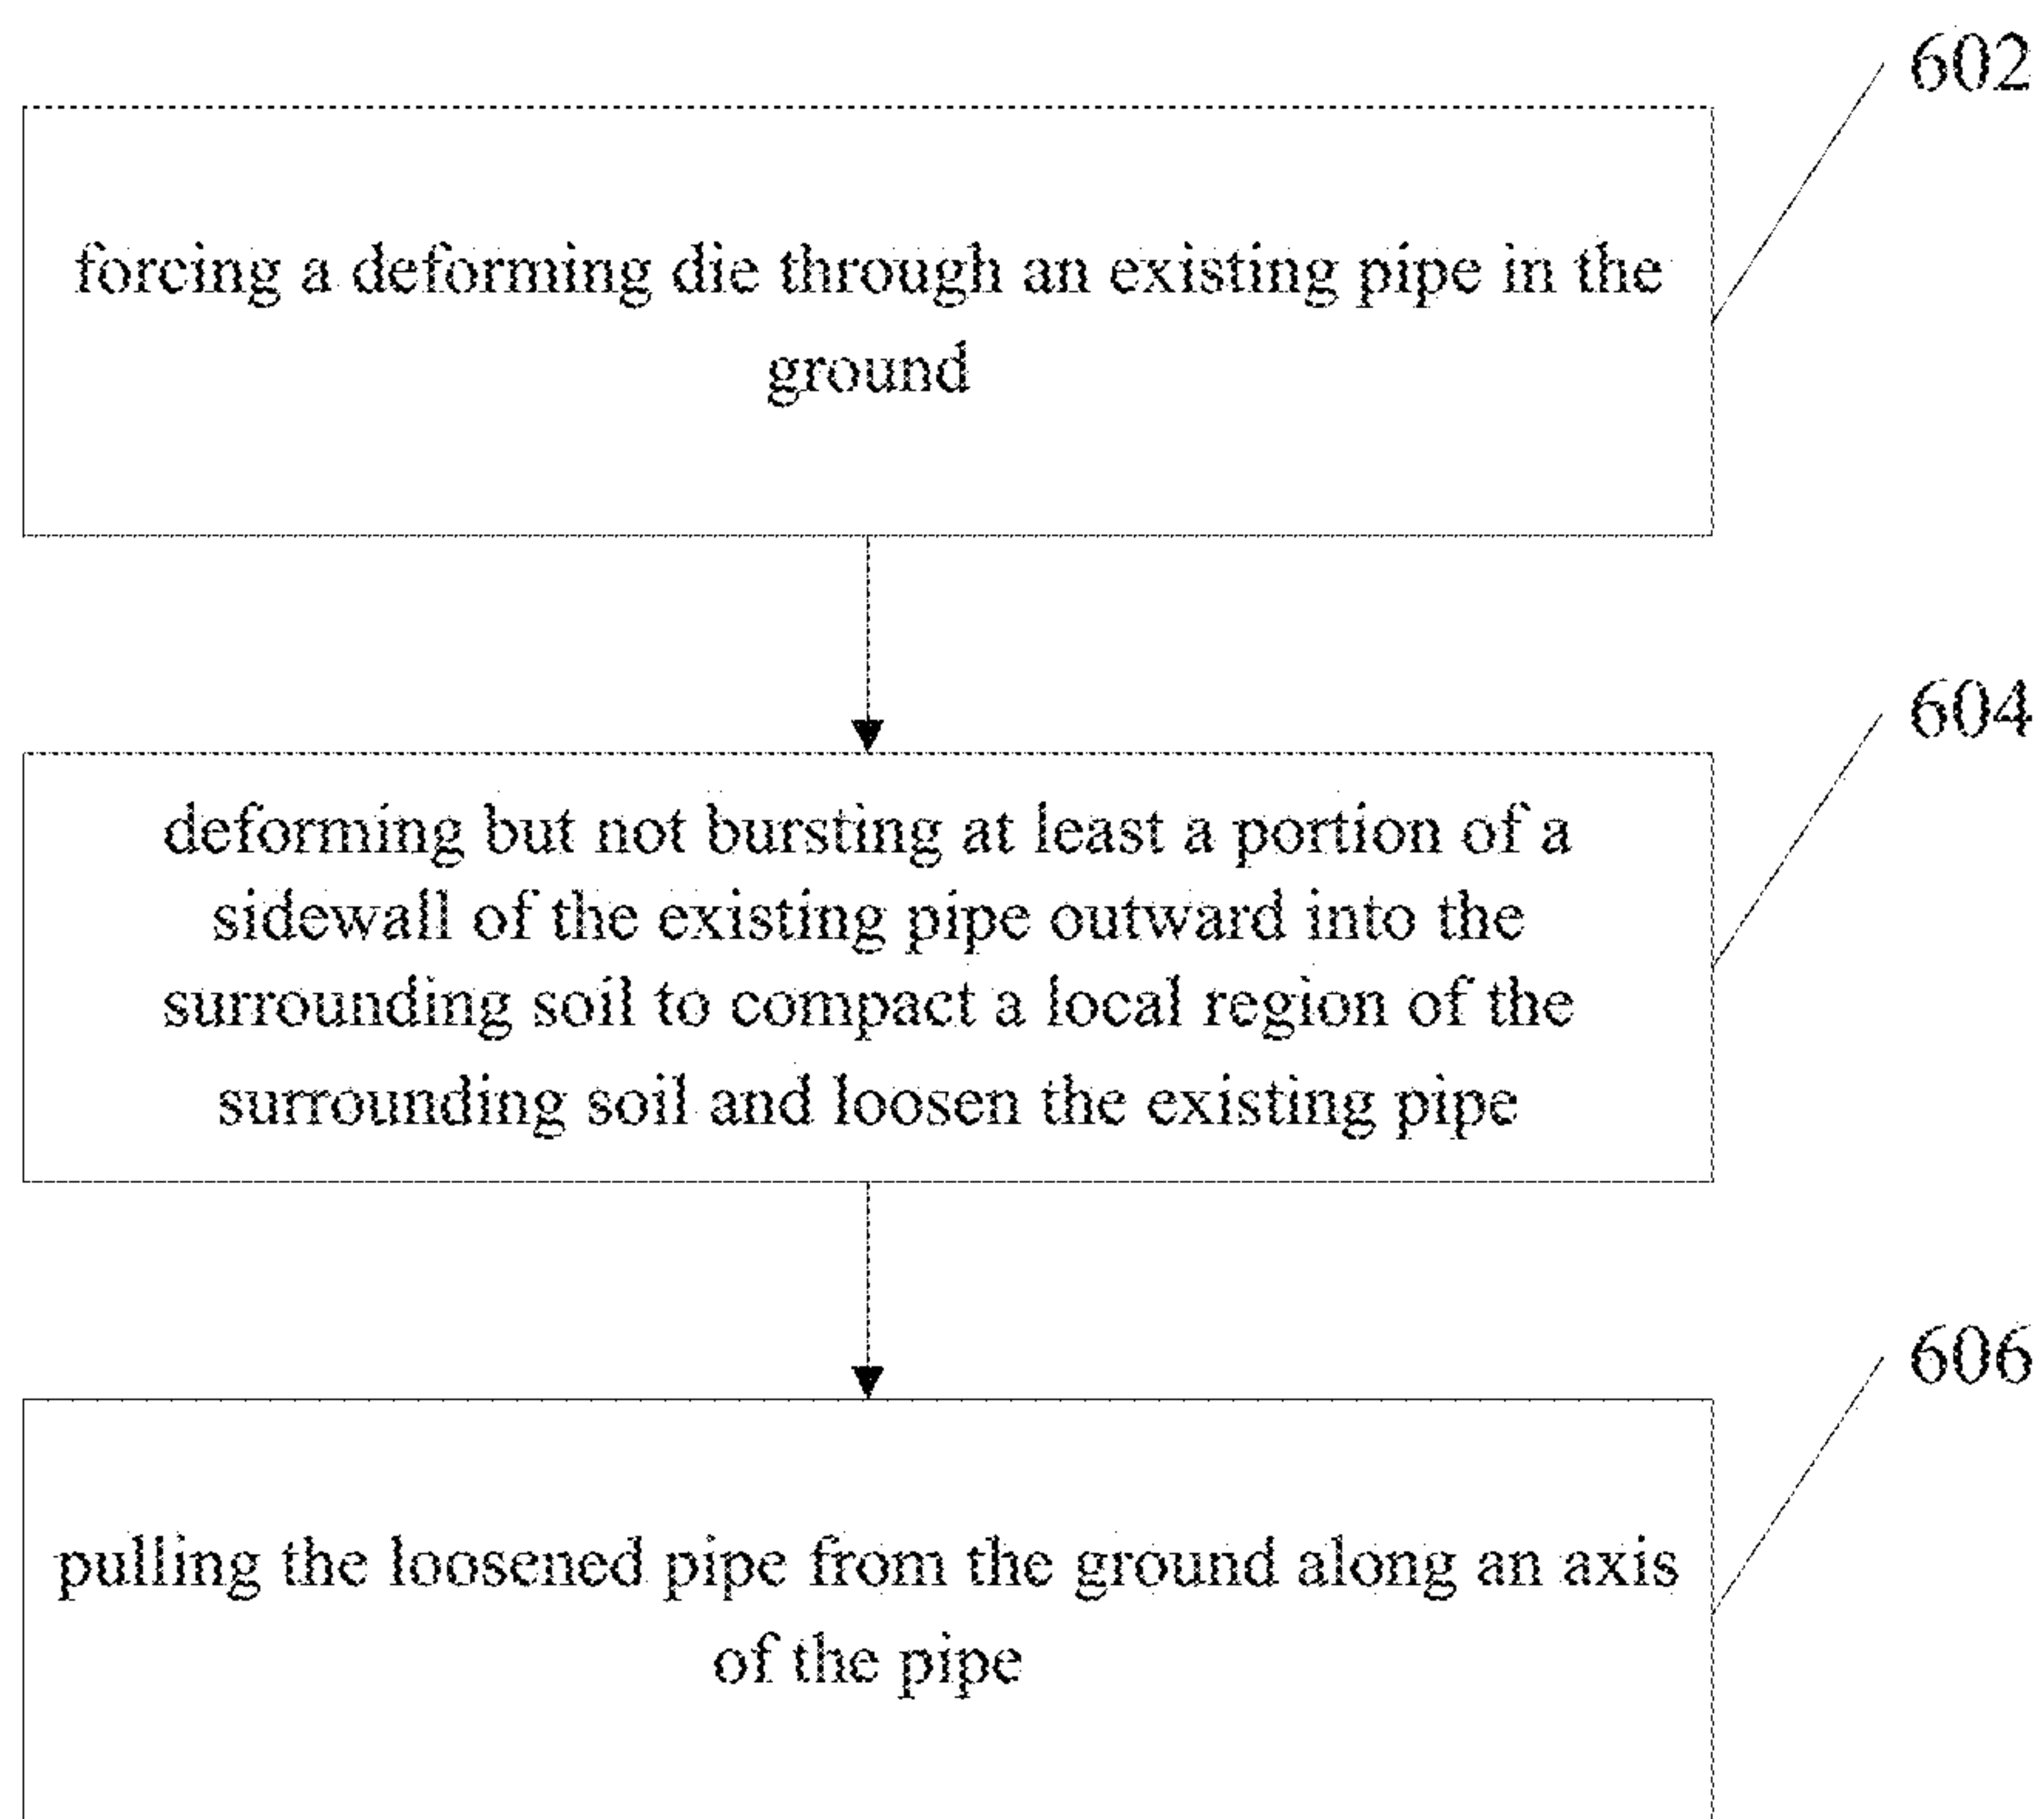 602
forcing a deforming die through an existing pipe in the
ground
604
deforming but not bursting at least a portion of a
sidewall of the existing pipe outward into the
surrounding soil to compact a local region of the
surrounding soil and loosen the existing pipe
606
pulling the loosened pipe from the ground along an axis
of the pipe